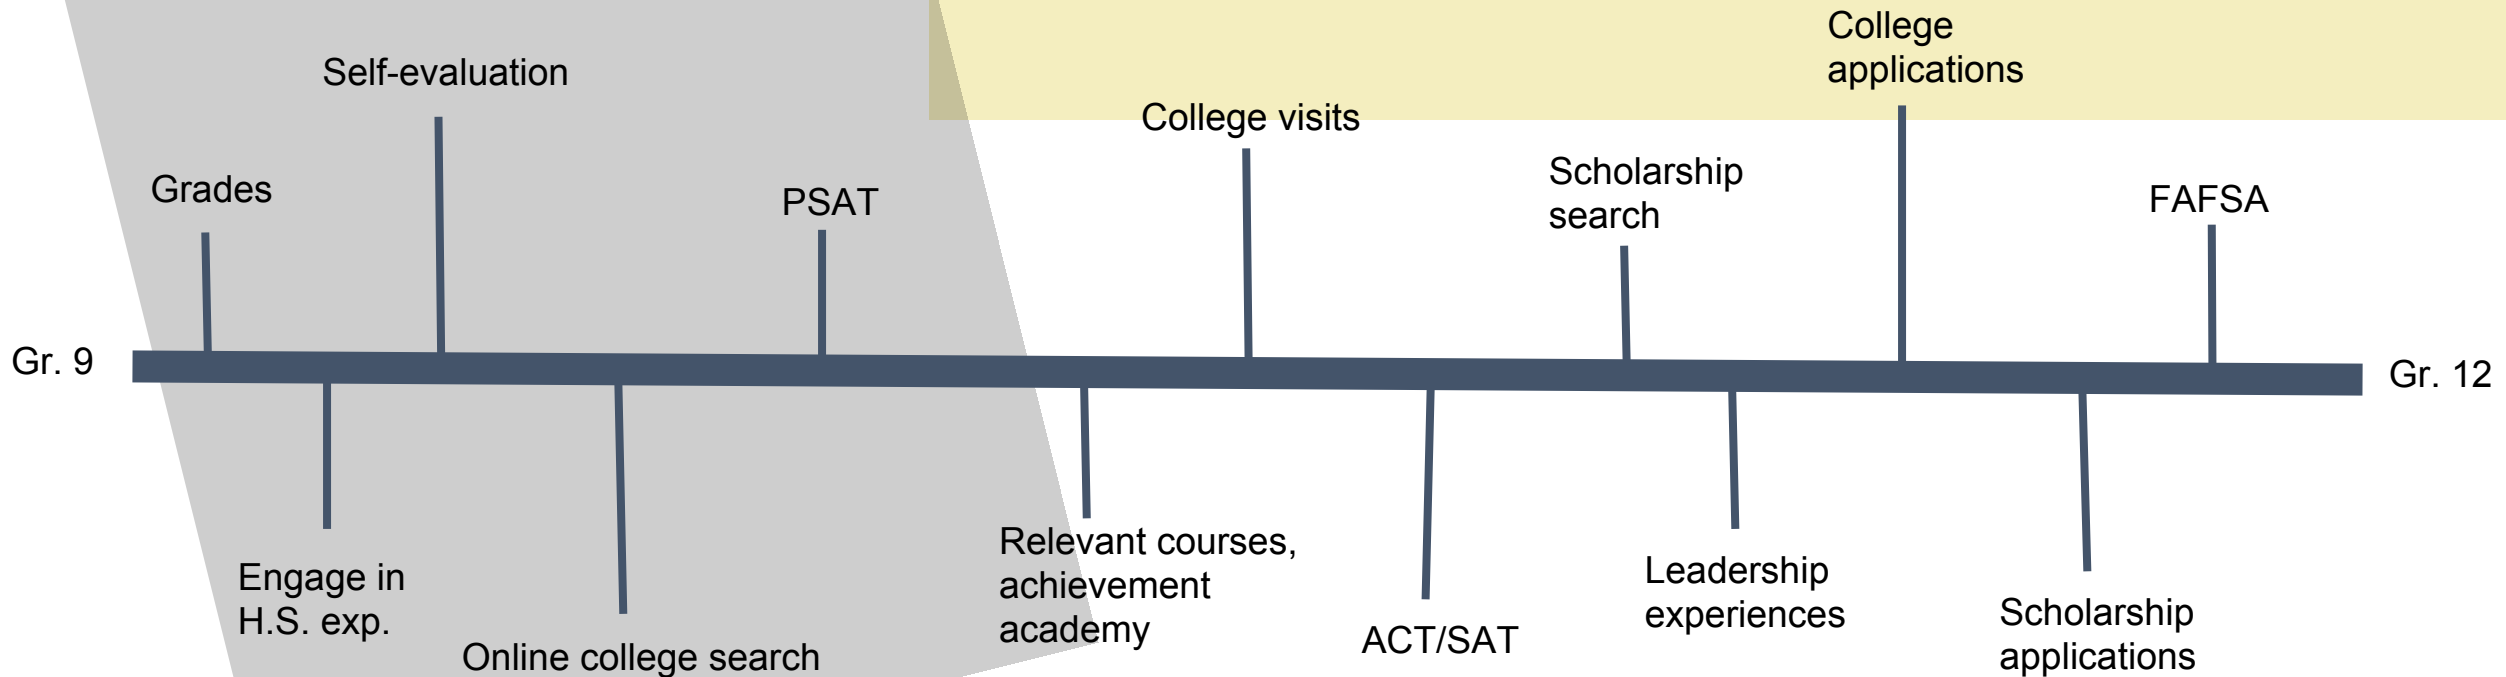 College
applications
Self-evaluation
College visits
Scholarship
search
Grades
PSAT
FAFSA
Gr. 9
Gr. 12
Relevant courses,
achievement
academy
Engage in
H.S. exp.
Leadership
experiences
Online college search
ACT/SAT
Scholarship
applications